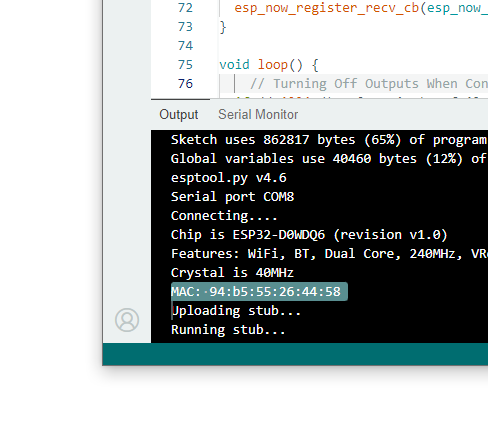 72 esp_now_register_recv_cb(esp_now_
73 }
74
75 void loop() {
76 // Turning Off Outputs When Con
Output Serial Monitor
Sketch uses 862817 bytes (65%) of program
Global variables use 40460 bytes (12%) of
esptool.py v4.6
Serial port COM8
Connecting....
Chip is ESP32-D0WDQ6 (revision v1.0)
Features: WiFi, BT, Dual Core, 240MHz, VR
Crystal is 40MHz
MAC: 94:b5:55:26:44:58
Uploading stub...
Running stub...